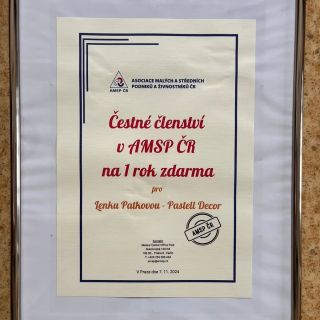 AMSP ČR
ASOCIACE MALÝCH A STŘEDNÍCH
PODNIKŮ A ŽIVNOSTNÍKŮ ČR
Čestné členství
v AMSP ČR
na 1 rok zdarma
pro
Lenku Patkovou - Pastell Decor
AMSP ČR
V Praze dne 7. 11. 2024